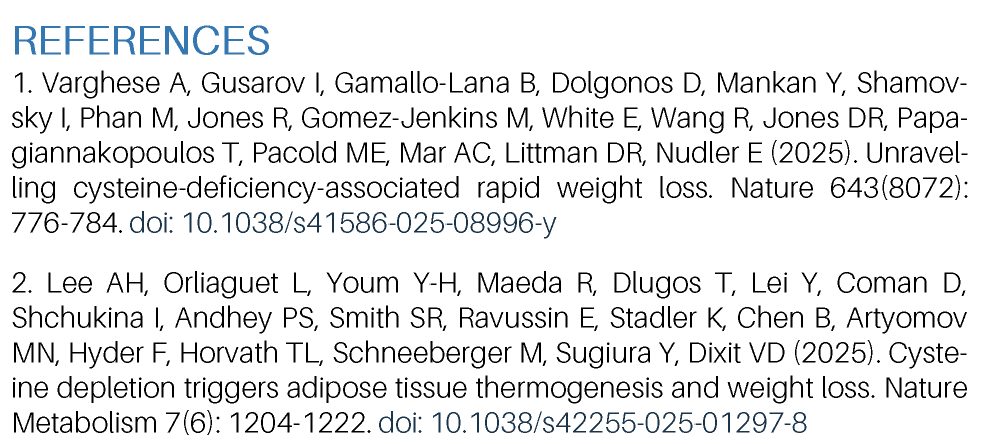 REFERENCES
1. Varghese A, Gusarov I, Gamallo-Lana B, Dolgonos D, Mankan Y, Shamov-
sky I, Phan M, Jones R, Gomez-Jenkins M, White E, Wang R, Jones DR, Papa-
giannakopoulos T, Pacold ME, Mar AC, Littman DR, Nudler E (2025). Unravel-
ling cysteine-deficiency-associated rapid weight loss. Nature 643(8072):
776-784. doi: 10.1038/s41586-025-08996-y
2. Lee AH, Orliaguet L, Youm Y-H, Maeda R, Dlugos T, Lei Y, Coman D,
Shchukina I, Andhey PS, Smith SR, Ravussin E, Stadler K, Chen B, Artyomov
MN, Hyder F, Horvath TL, Schneeberger M, Sugiura Y, Dixit VD (2025). Cyste-
ine depletion triggers adipose tissue thermogenesis and weight loss. Nature
Metabolism 7(6): 1204-1222. doi: 10.1038/s42255-025-01297-8